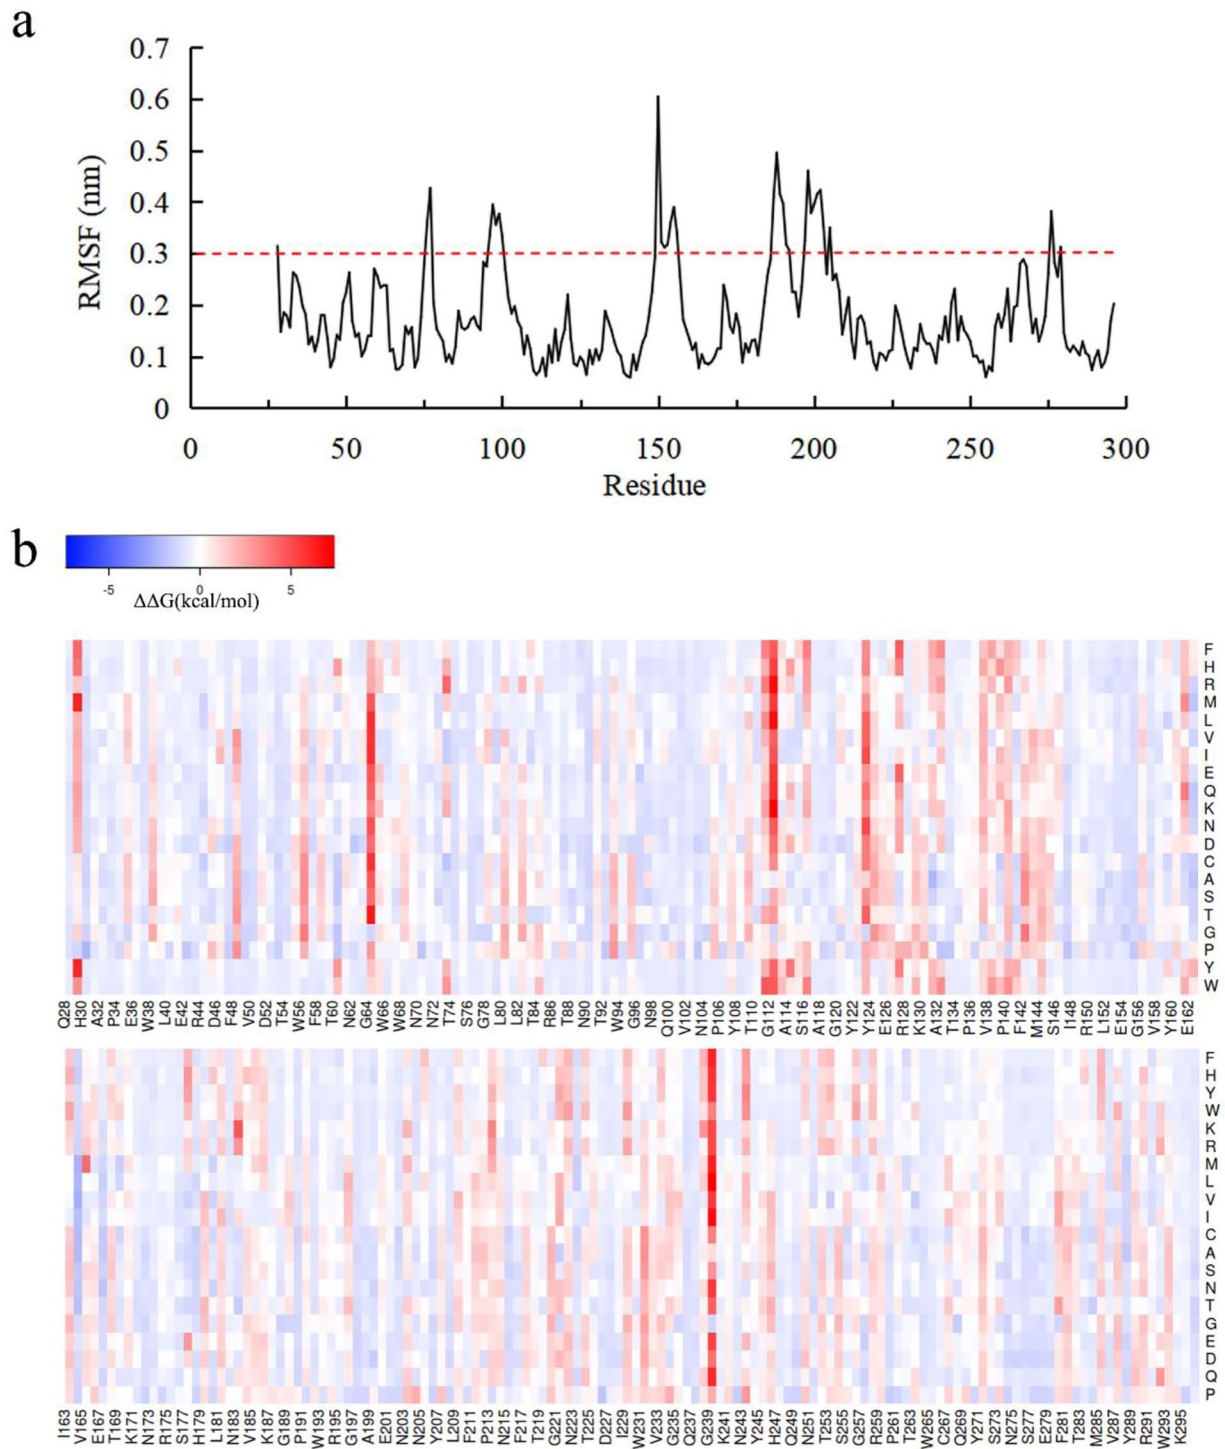 a
0.7
0.6
0.5
0.4
0.3
0.2
0.1
0
RMSF (nm)
0 50 100 150 200 250 300
Residue
b
-5 0 5
ΔΔG(kcal/mol)
F
H
R
M
L
V
I
E
Q
K
N
D
C
A
S
T
G
P
Y
W
Q28 H30 A32 P34 E36 W38 L40 E42 R44 D46 F48 V50 D52 T54 W56 F58 T60 N62 G64 W66 W68 N70 N72 T74 S76 G78 L80 L82 T84 R86 T88 N90 T92 W94 G96 N98 Q100 V102 N104 P106 Y108 T110 G112 A114 S116 A118 G120 Y122 Y124 E126 R128 K130 A132 T134 P136 V138 P140 F142 M144 S146 I148 R150 L152 E154 G156 V158 Y160 E162
F
H
Y
W
K
R
M
L
V
I
C
A
S
N
T
G
E
D
Q
P
I163 V165 E167 T169 K171 N173 R175 S177 H179 L181 N183 V185 K187 G189 P191 W193 R195 G197 A199 E201 N203 N205 Y207 L209 F211 P213 N215 F217 T219 G221 N223 T225 D227 I229 W231 V233 G235 Q237 G239 K241 N243 Y245 H247 Q249 N251 T253 S255 G257 R259 P261 T263 W265 C267 Q269 Y271 S273 N275 S277 E279 F281 T283 M285 V287 Y289 R291 W293 K295